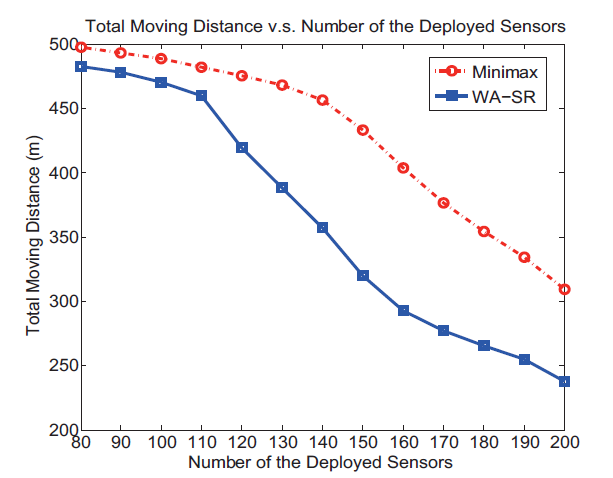 Total Moving Distance v.s. Number of the Deployed Sensors
500
450
400
350
300
250
200
Total Moving Distance (m)
Minimax
WA-SR
80 90 100 110 120 130 140 150 160 170 180 190 200
Number of the Deployed Sensors